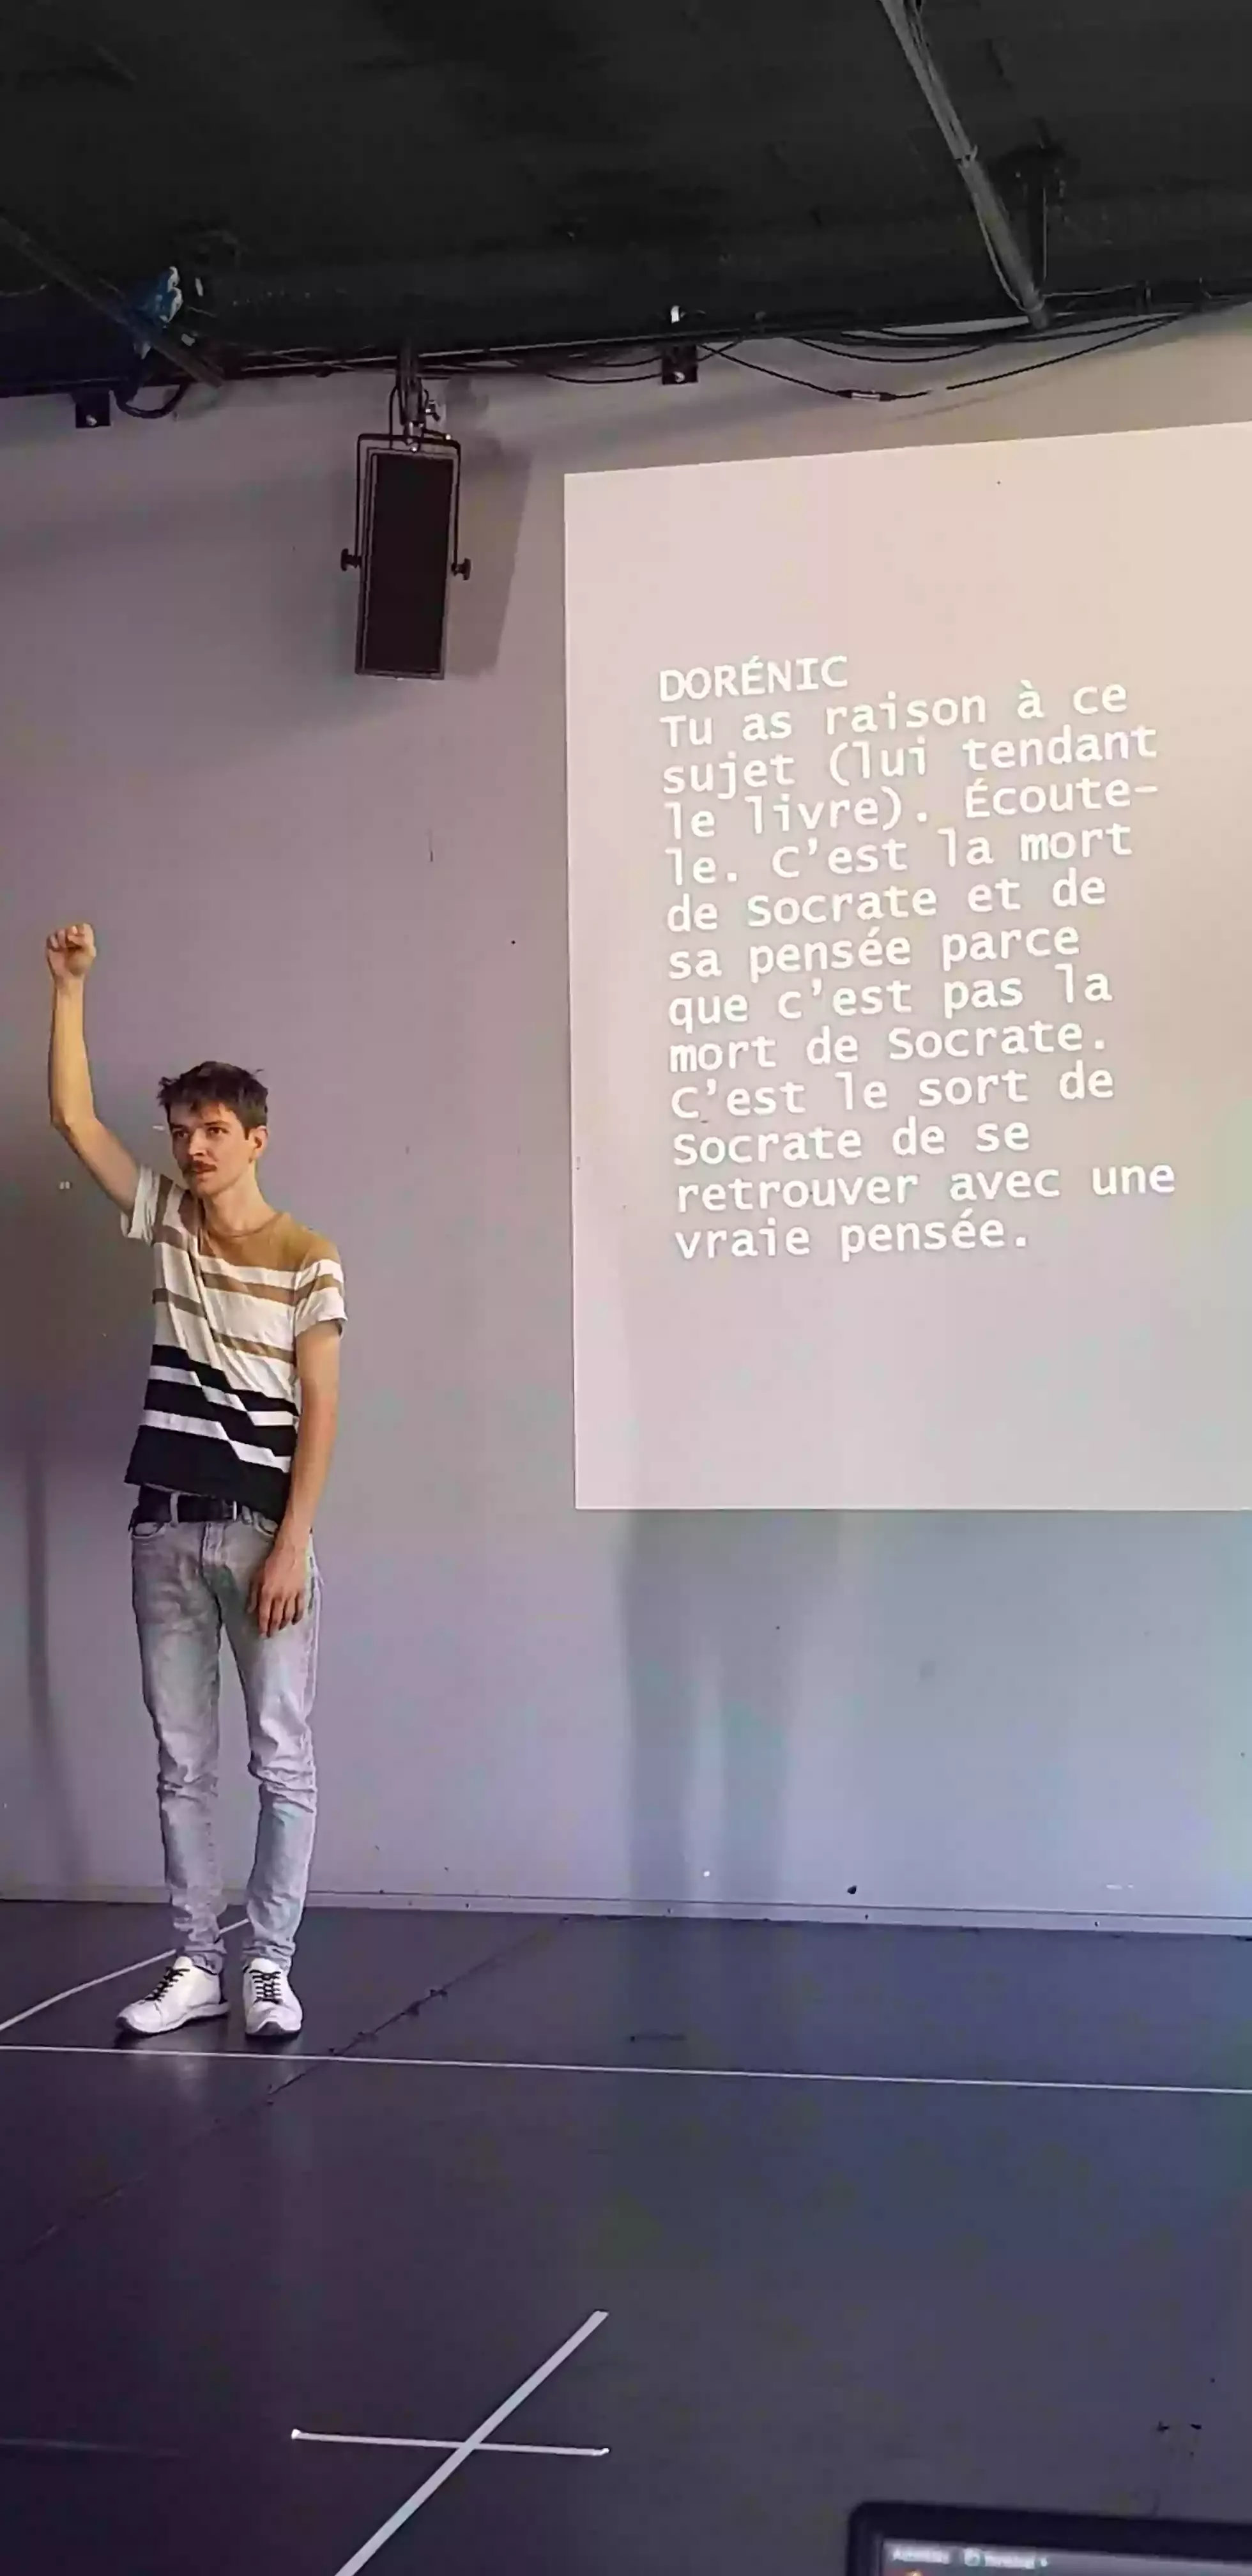 DORÉNIC
Tu as raison à ce
sujet (lui tendant
le livre). Écoute-
le. C'est la mort
de Socrate et de
sa pensée parce
que c'est pas la
mort de Socrate.
C'est le sort de
Socrate de se
retrouver avec une
vraie pensée.